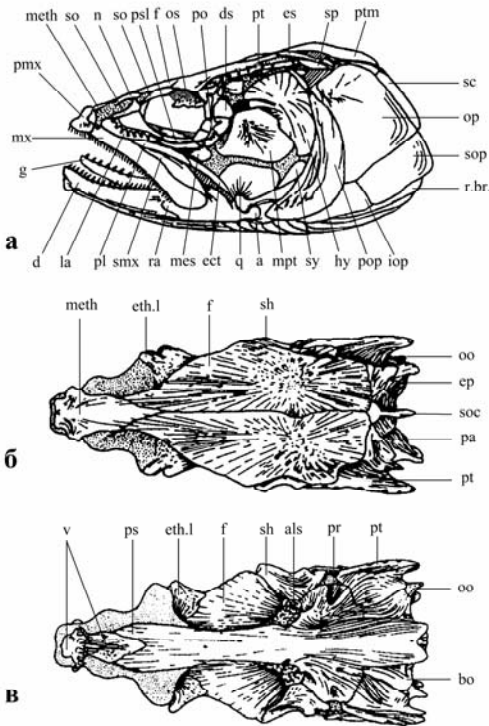 meth so n so psl f os po ds pt es sp ptm
pmx
sc
op
mx
sop
g
r.br.
d la pl smx ra mes ect q a mpt sy hy pop iop
а
meth eth.l f sh
oo
ep
soc
pa
pt
б
v ps eth.l f sh als pr pt
oo
bo
в